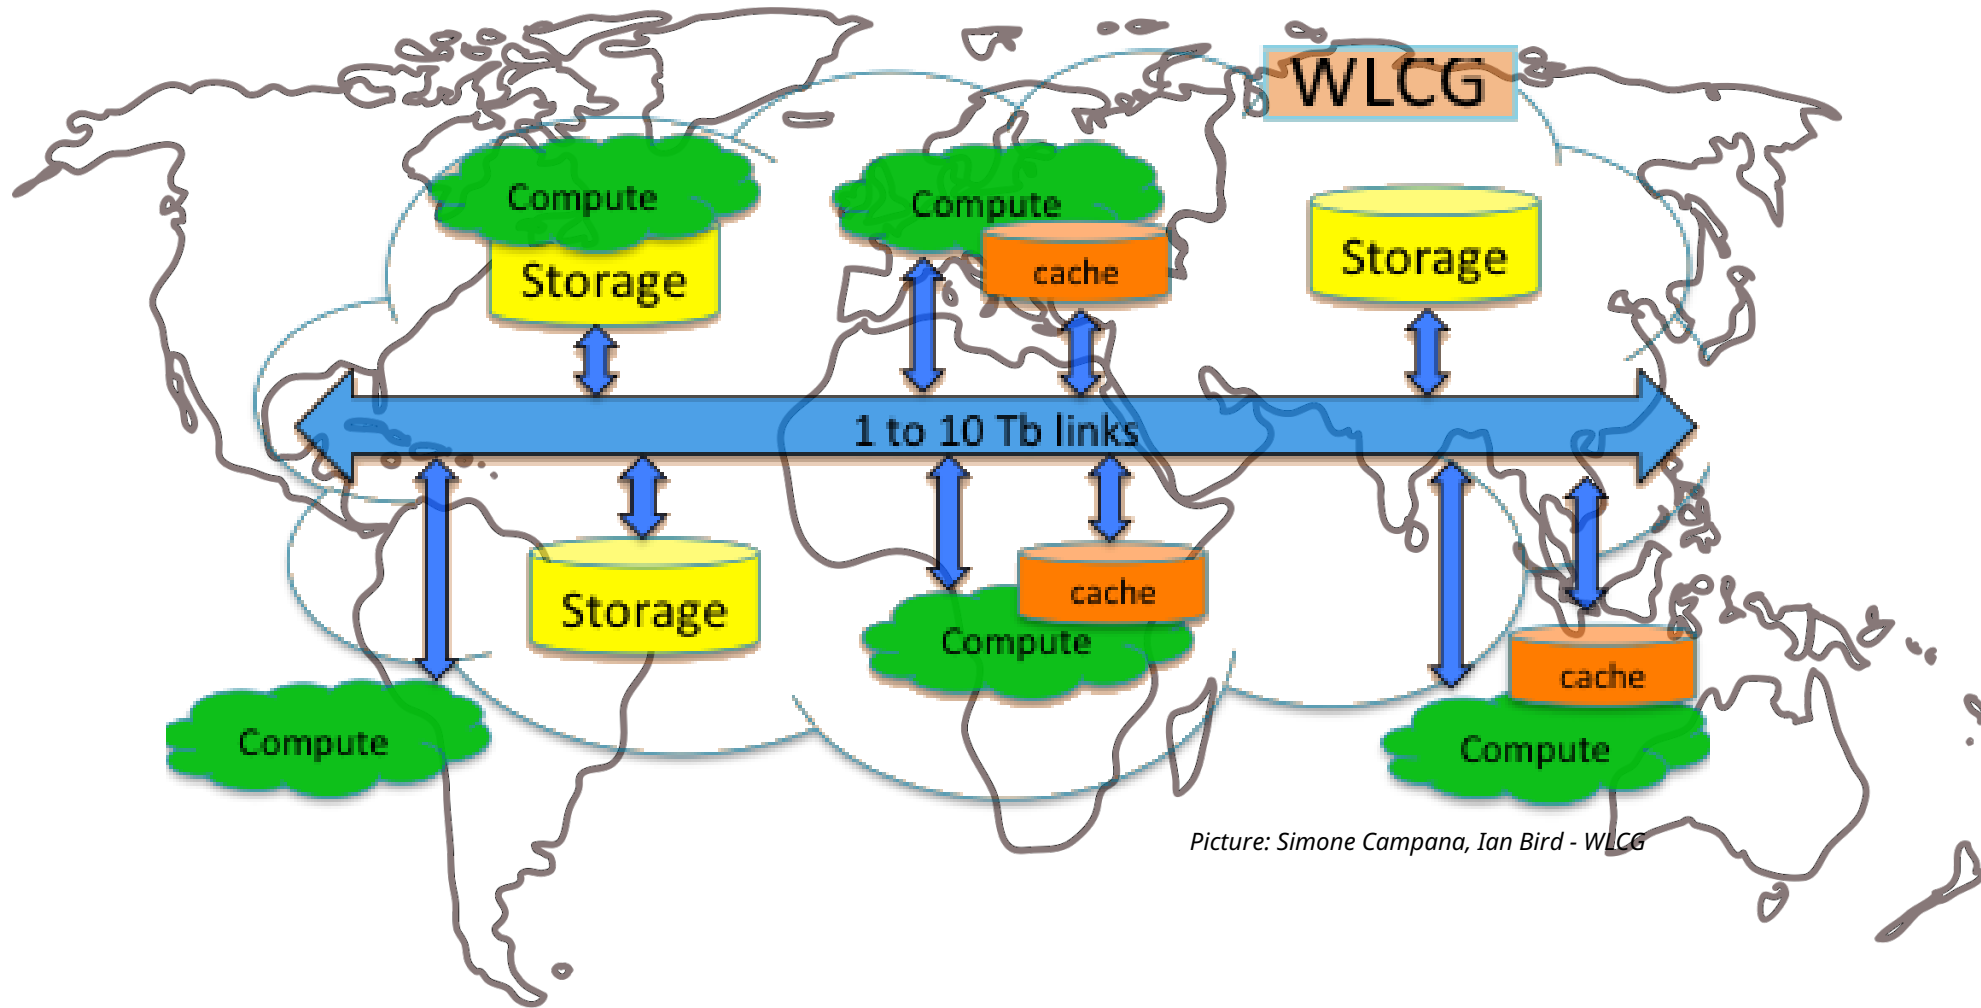 WLCG
Compute
Compute
Storage
cache
Storage
1 to 10 Tb links
Storage
cache
Compute
cache
Compute
Compute
Picture: Simone Campana, Ian Bird - WLCG